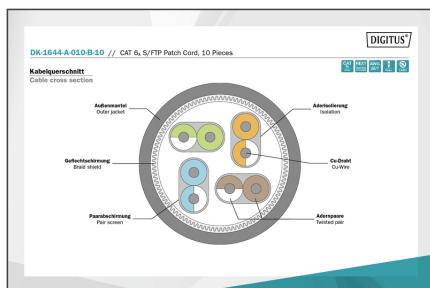 DIGITUS®
DK-1644-A-010-B-10 // CAT 6A S/FTP Patch Cord, 10 Pieces
Kabelquerschnitt
Cable cross section
Außenmantel
Outer jacket
Aderisolierung
Isolation
Geflechtschirmung
Braid shield
Cu-Draht
Cu-Wire
Paarabschirmung
Pair screen
Adernpaare
Twisted pair